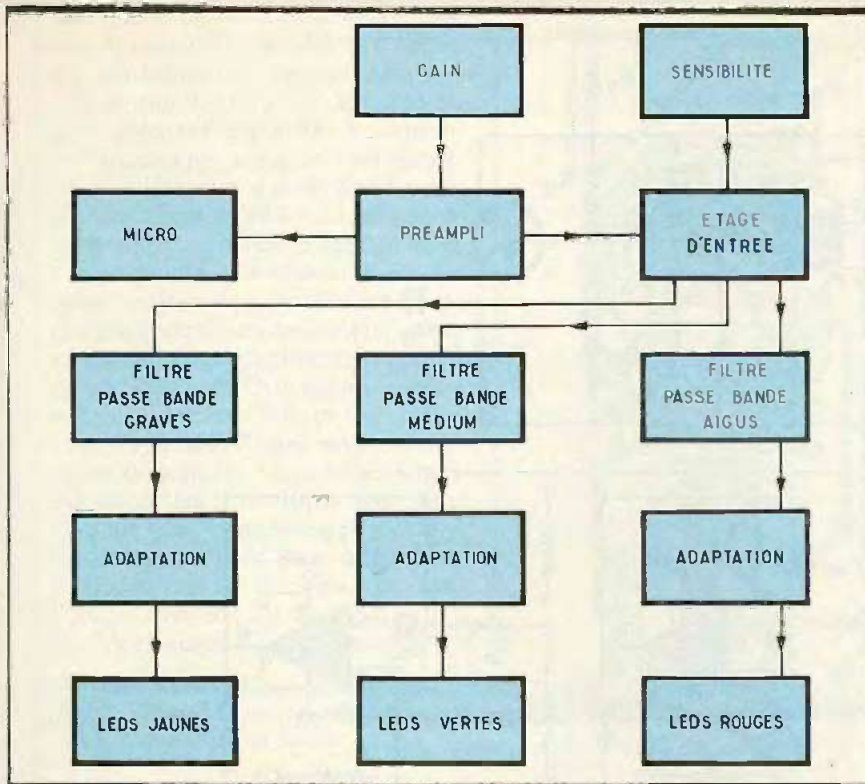 GAIN
SENSIBILITE
MICRO
PREAMPLI
ETAGE
D'ENTREE
FILTRE
PASSE BANDE
GRAVES
FILTRE
PASSE BANDE
MEDIUM
FILTRE
PASSE BANDE
AIGUS
ADAPTATION
ADAPTATION
ADAPTATION
LEDS JAUNES
LEDS VERTES
LEDS ROUGES